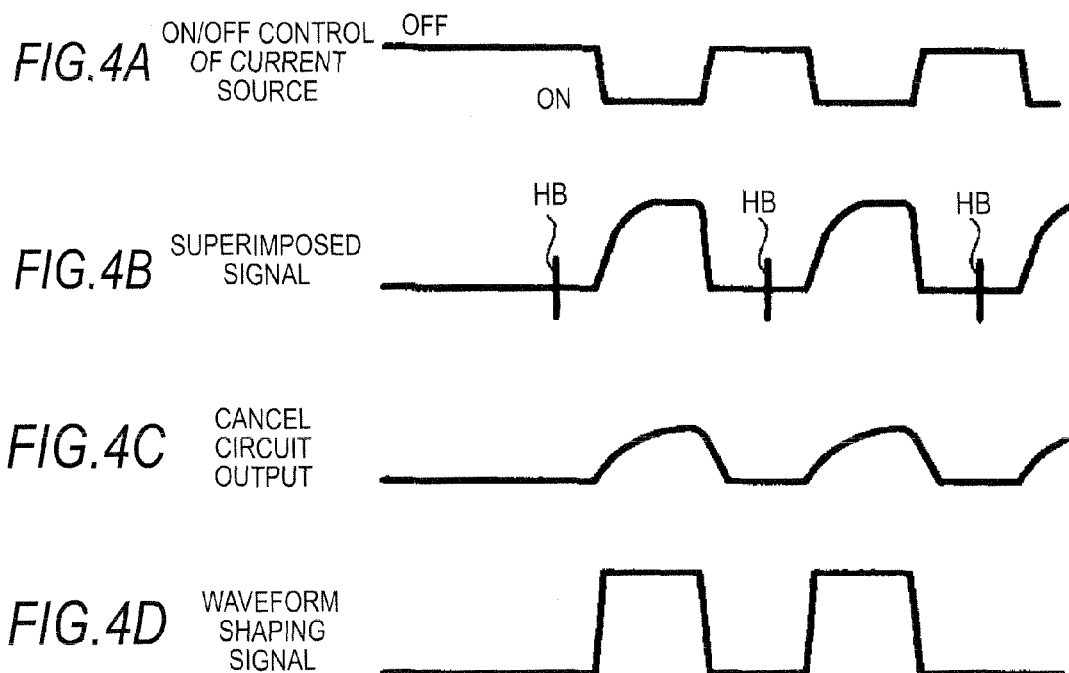 FIG.4A
ON/OFF CONTROL
OF CURRENT
SOURCE
OFF
ON
FIG.4B
SUPERIMPOSED
SIGNAL
HB
HB
HB
FIG.4C
CANCEL
CIRCUIT
OUTPUT
FIG.4D
WAVEFORM
SHAPING
SIGNAL